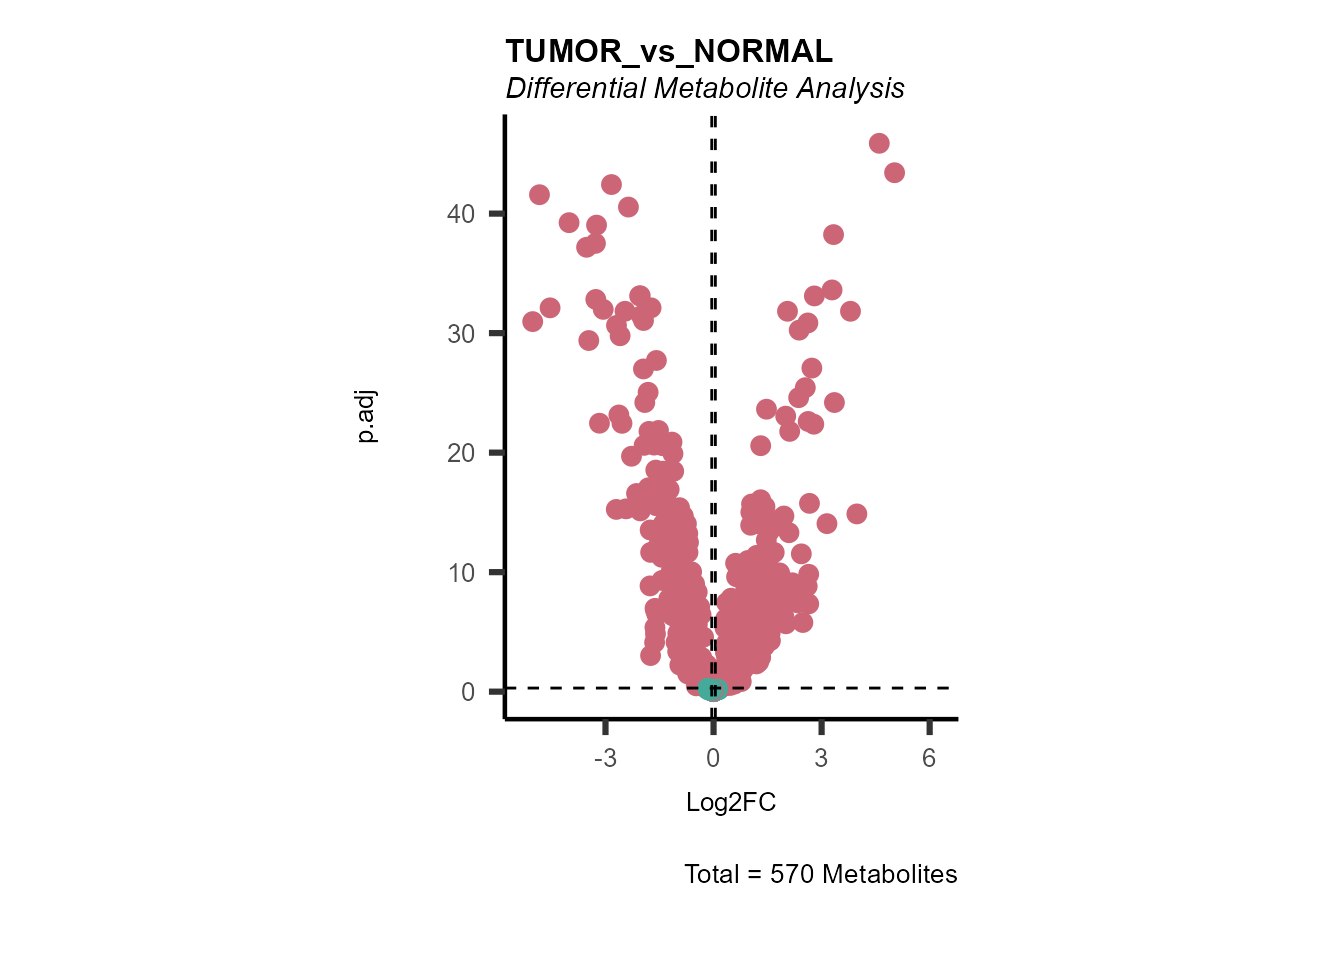 TUMOR_vs_NORMAL
Differential Metabolite Analysis
p.adj
40
30
20
10
0
-3 0 3 6
Log2FC
Total = 570 Metabolites